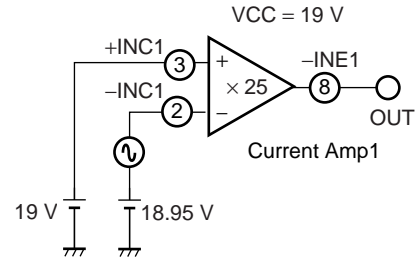 VCC = 19 V
+INC1
3
+
−INE1
−INC1
× 25
8
2
−
OUT
Current Amp1
19 V
18.95 V